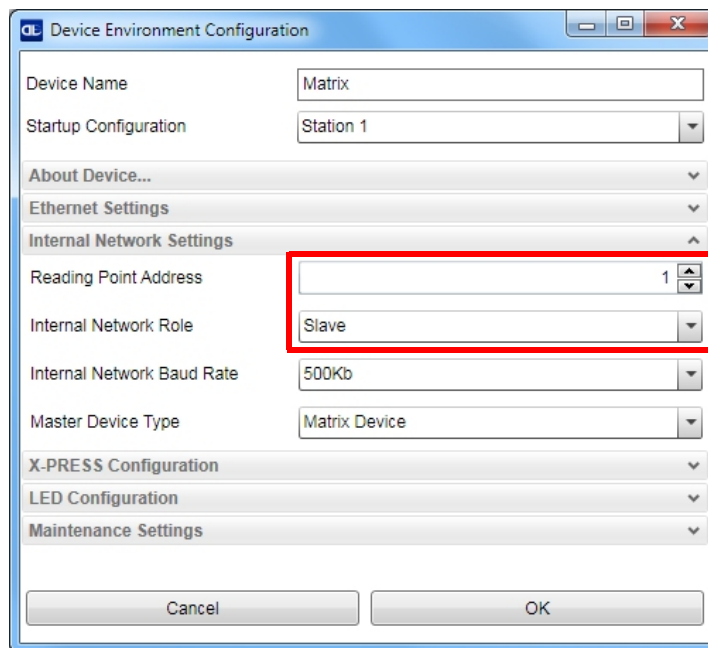 Device Environment Configuration
Device Name Matrix
Startup Configuration Station 1
About Device...
Ethernet Settings
Internal Network Settings
Reading Point Address 1
Internal Network Role Slave
Internal Network Baud Rate 500Kb
Master Device Type Matrix Device
X-PRESS Configuration
LED Configuration
Maintenance Settings
Cancel OK